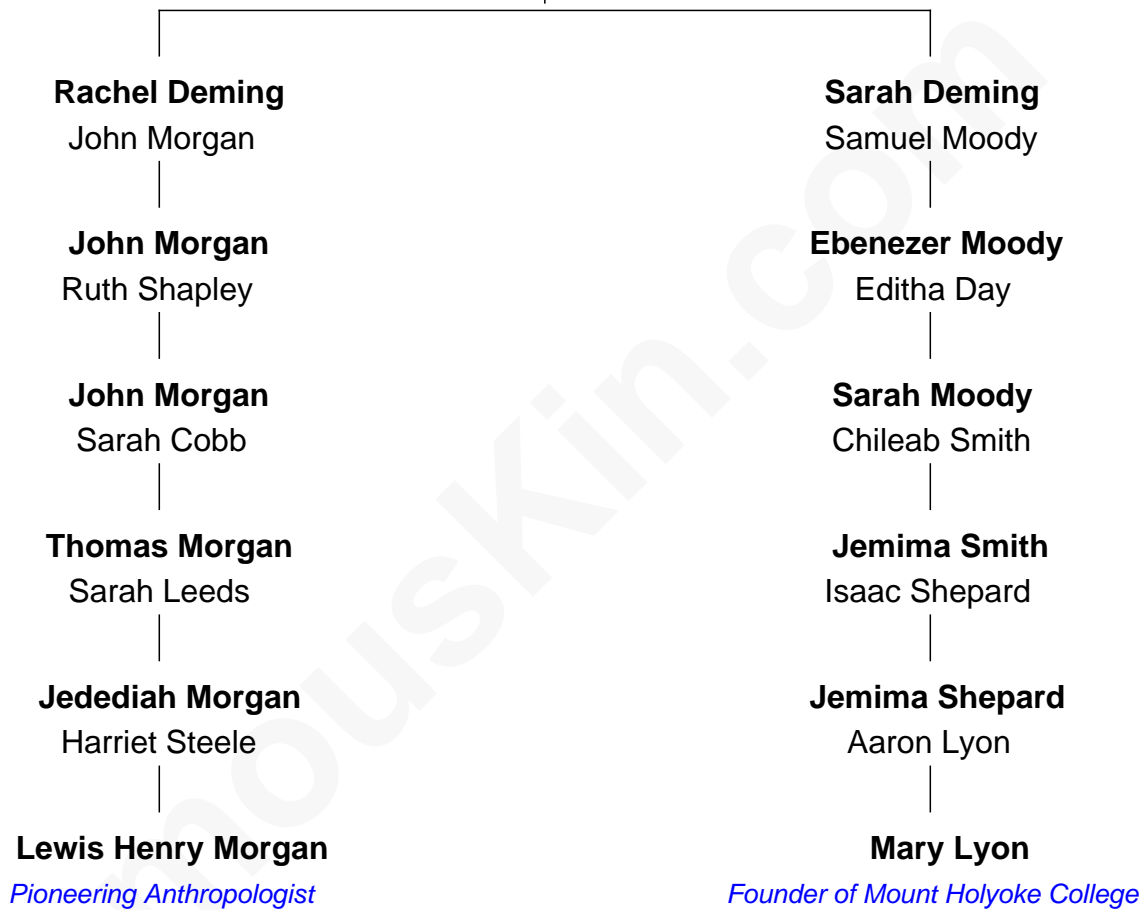 Rachel Deming
John Morgan
Sarah Deming
Samuel Moody
John Morgan
Ruth Shapley
Ebenezer Moody
Editha Day
John Morgan
Sarah Cobb
Sarah Moody
Chileab Smith
Thomas Morgan
Sarah Leeds
Jemima Smith
Isaac Shepard
Jedediah Morgan
Harriet Steele
Jemima Shepard
Aaron Lyon
Lewis Henry Morgan
Pioneering Anthropologist
Mary Lyon
Founder of Mount Holyoke College
mouskin.com